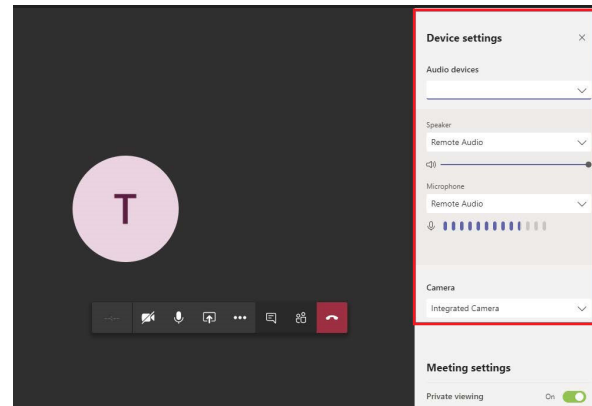 Device settings
Audio devices
Speaker
Remote Audio
Microphone
Remote Audio
T
Camera
Integrated Camera
Meeting settings
Private viewing On